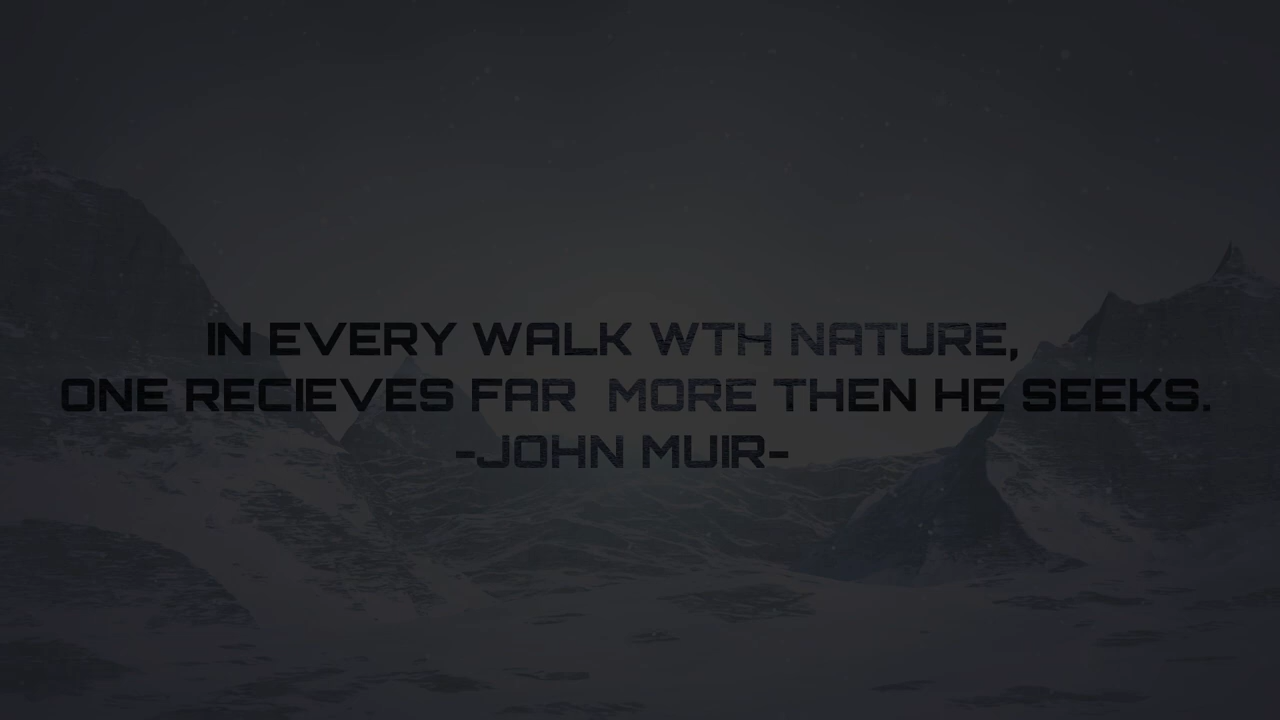 IN EVERY WALK WTH NATURE,
ONE RECIEVES FAR  MORE THEN HE SEEKS.
-JOHN MUIR-